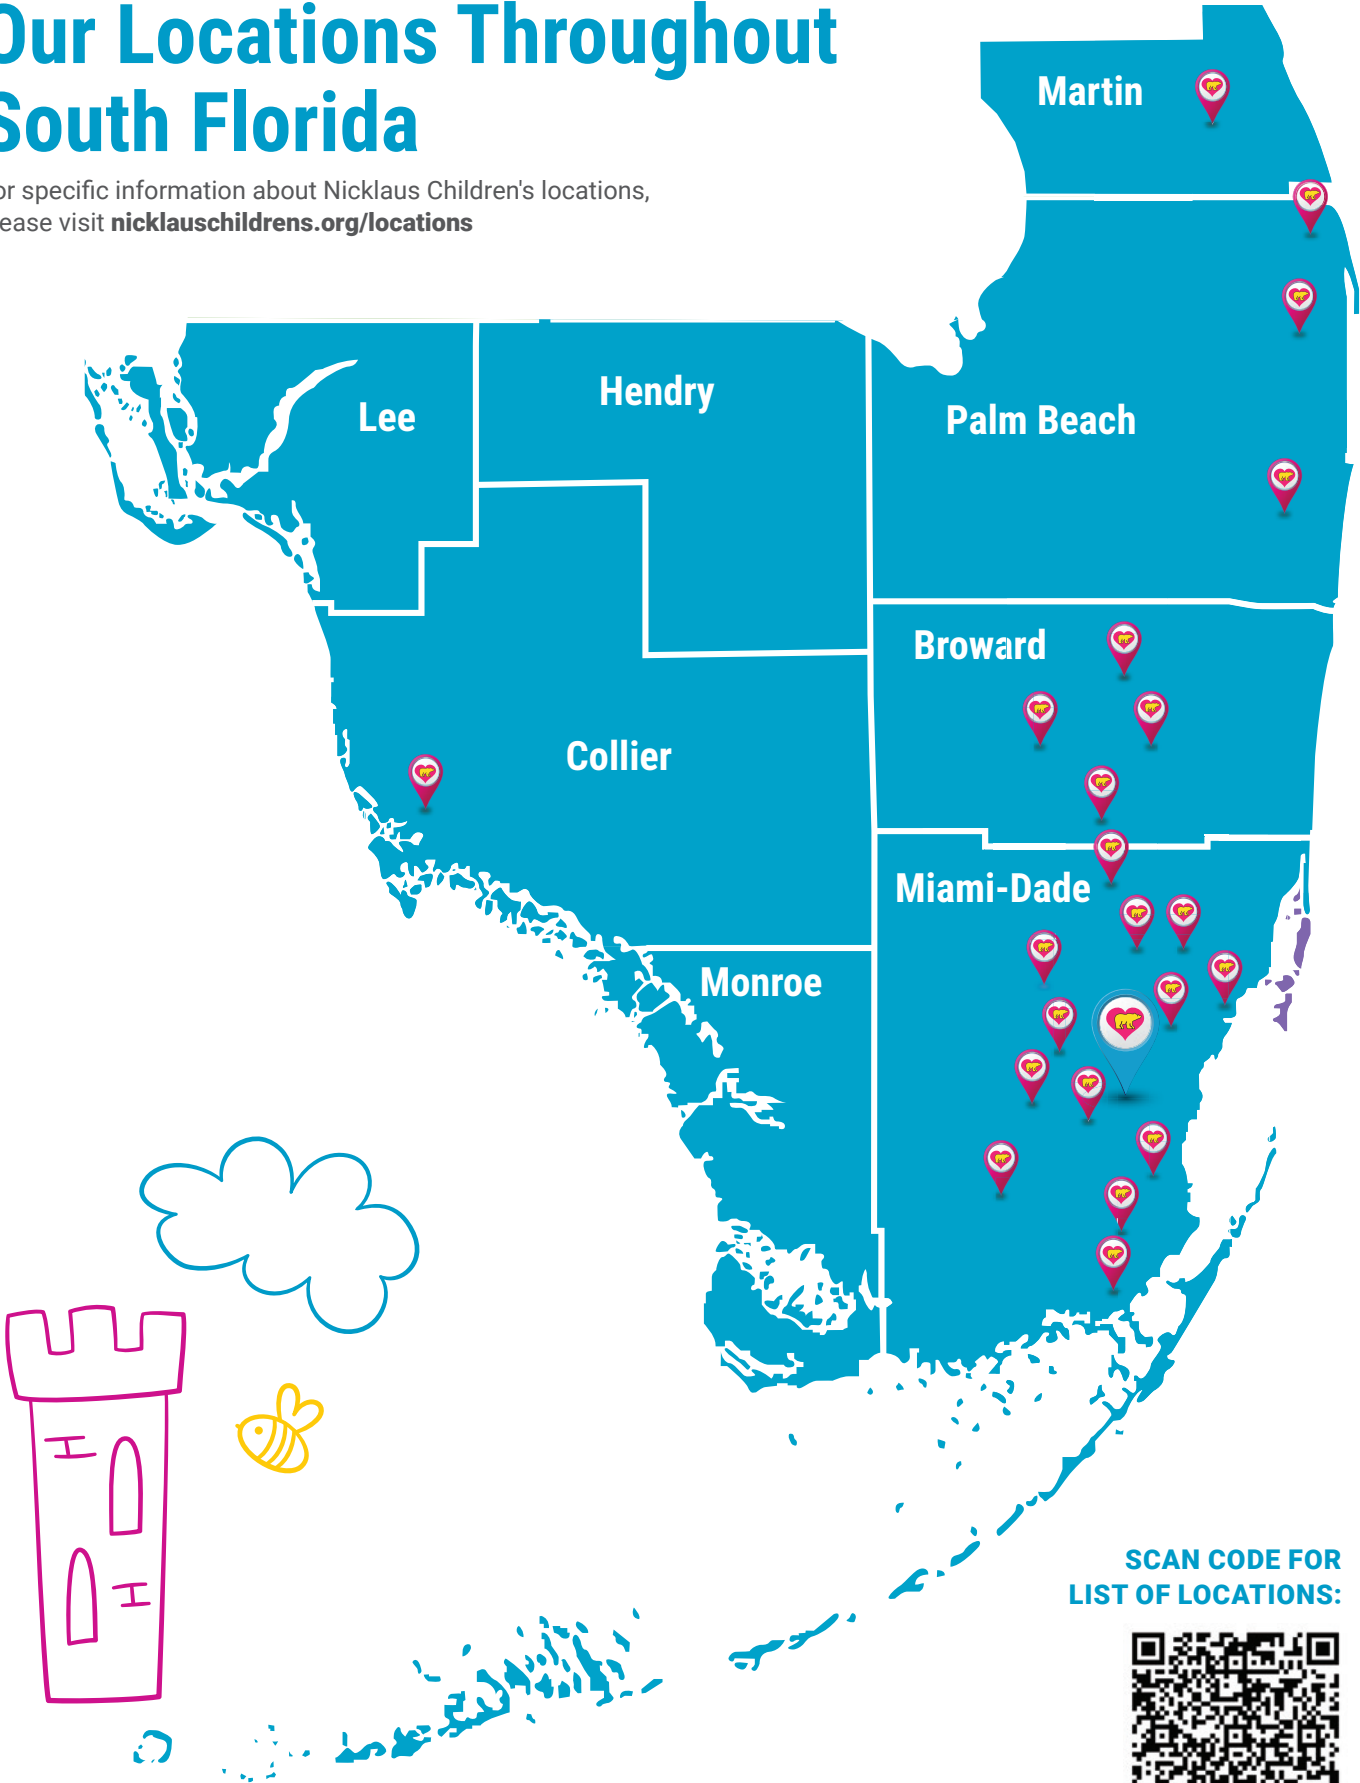 Our Locations Throughout
South Florida
or specific information about Nicklaus Children's locations,
ease visit nicklauschildrens.org/locations
Martin
Lee
Hendry
Palm Beach
Broward
Collier
Miami-Dade
Monroe
SCAN CODE FOR
LIST OF LOCATIONS: